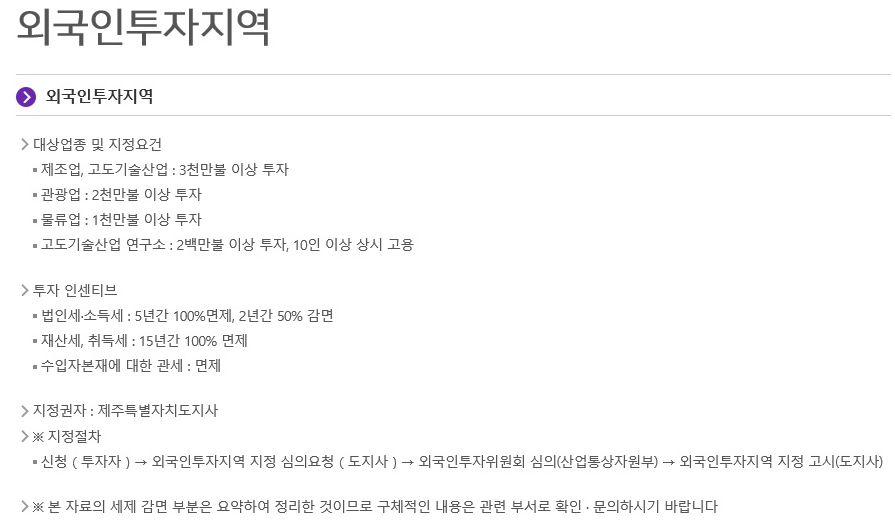 외국인투자지역
외국인투자지역
대상업종 및 지정요건
제조업, 고도기술산업 : 3천만불 이상 투자
관광업 : 2천만불 이상 투자
물류업 : 1천만불 이상 투자
고도기술산업 연구소 : 2백만불 이상 투자, 10인 이상 상시 고용
투자 인센티브
법인세·소득세 : 5년간 100%면제, 2년간 50% 감면
재산세, 취득세 : 15년간 100% 면제
수입자본재에 대한 관세 : 면제
지정권자 : 제주특별자치도지사
※ 지정절차
신청 ( 투자자 ) → 외국인투자지역 지정 심의요청 ( 도지사 ) → 외국인투자위원회 심의(산업통상자원부) → 외국인투자지역 지정 고시(도지사)
※ 본 자료의 세제 감면 부분은 요약하여 정리한 것이므로 구체적인 내용은 관련 부서로 확인 · 문의하시기 바랍니다